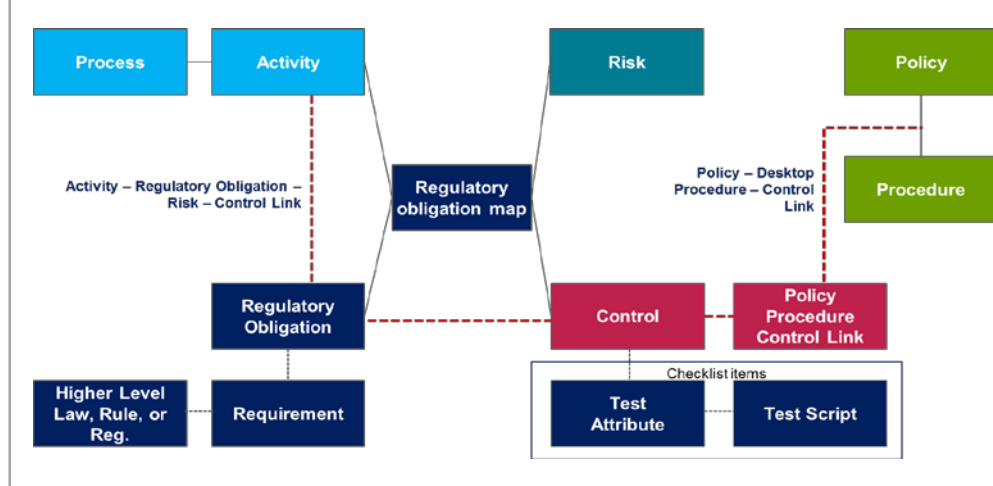 Process
Activity
Risk
Policy
Activity – Regulatory Obligation –
Risk – Control Link
Regulatory
obligation map
Policy – Desktop
Procedure – Control
Link
Procedure
Regulatory
Obligation
Control
Policy
Procedure
Control Link
Checklist items
Higher Level
Law, Rule, or
Reg.
Requirement
Test
Attribute
Test Script